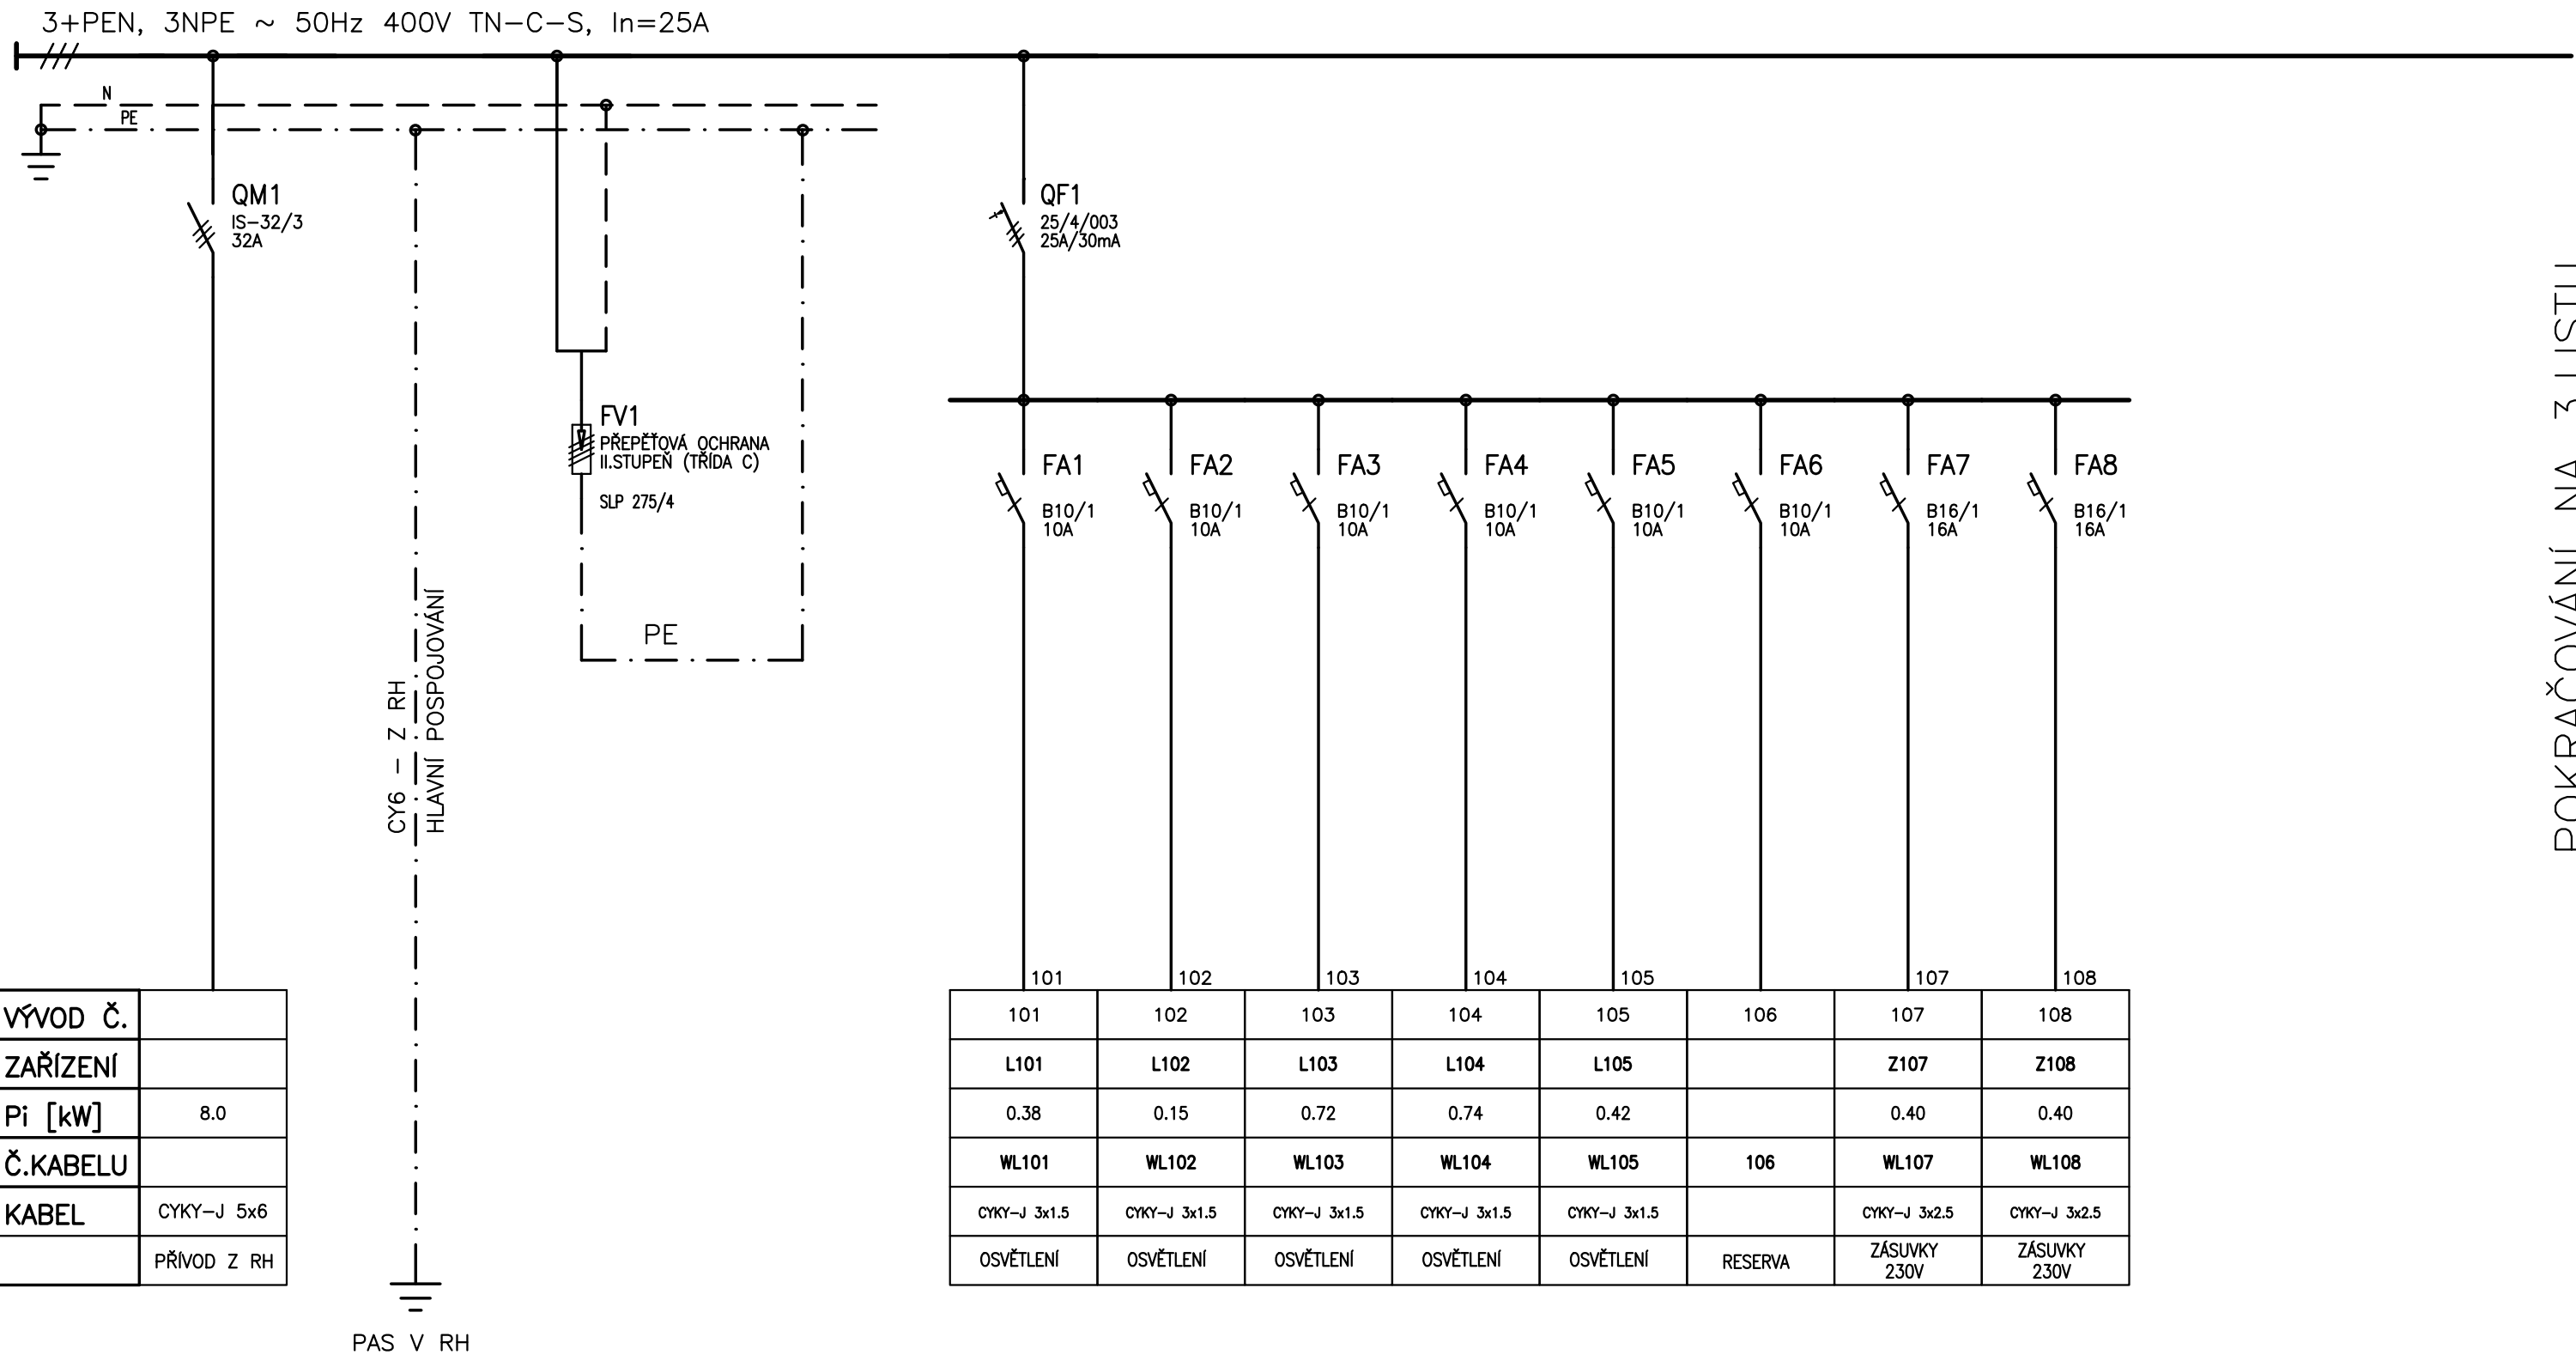 3+PEN, 3NPE ~ 50Hz 400V TN-C-S, In=25A
N
PE
QM1
IS-32/3
32A
QF1
25/4/003
25A/30mA
FV1
PŘEPĚŤOVÁ OCHRANA
II.STUPEŇ (TŘÍDA C)
SLP 275/4
PE
CY6 - Z RH
HLAVNÍ POSPOJOVÁNÍ
PAS V RH
FA1
B10/1
10A
FA2
B10/1
10A
FA3
B10/1
10A
FA4
B10/1
10A
FA5
B10/1
10A
FA6
B10/1
10A
FA7
B16/1
16A
FA8
B16/1
16A
POKRAČOVÁNÍ NA 3.LISTU
101 102 103 104 105 107 108
VÝVOD Č. 101 102 103 104 105 106 107 108
ZAŘÍZENÍ L101 L102 L103 L104 L105 Z107 Z108
Pi [kW] 8.0 0.38 0.15 0.72 0.74 0.42 0.40 0.40
Č.KABELU WL101 WL102 WL103 WL104 WL105 106 WL107 WL108
KABEL CYKY-J 5x6 CYKY-J 3x1.5 CYKY-J 3x1.5 CYKY-J 3x1.5 CYKY-J 3x1.5 CYKY-J 3x1.5 CYKY-J 3x2.5 CYKY-J 3x2.5
PŘÍVOD Z RH OSVĚTLENÍ OSVĚTLENÍ OSVĚTLENÍ OSVĚTLENÍ OSVĚTLENÍ RESERVA ZÁSUVKY 230V ZÁSUVKY 230V